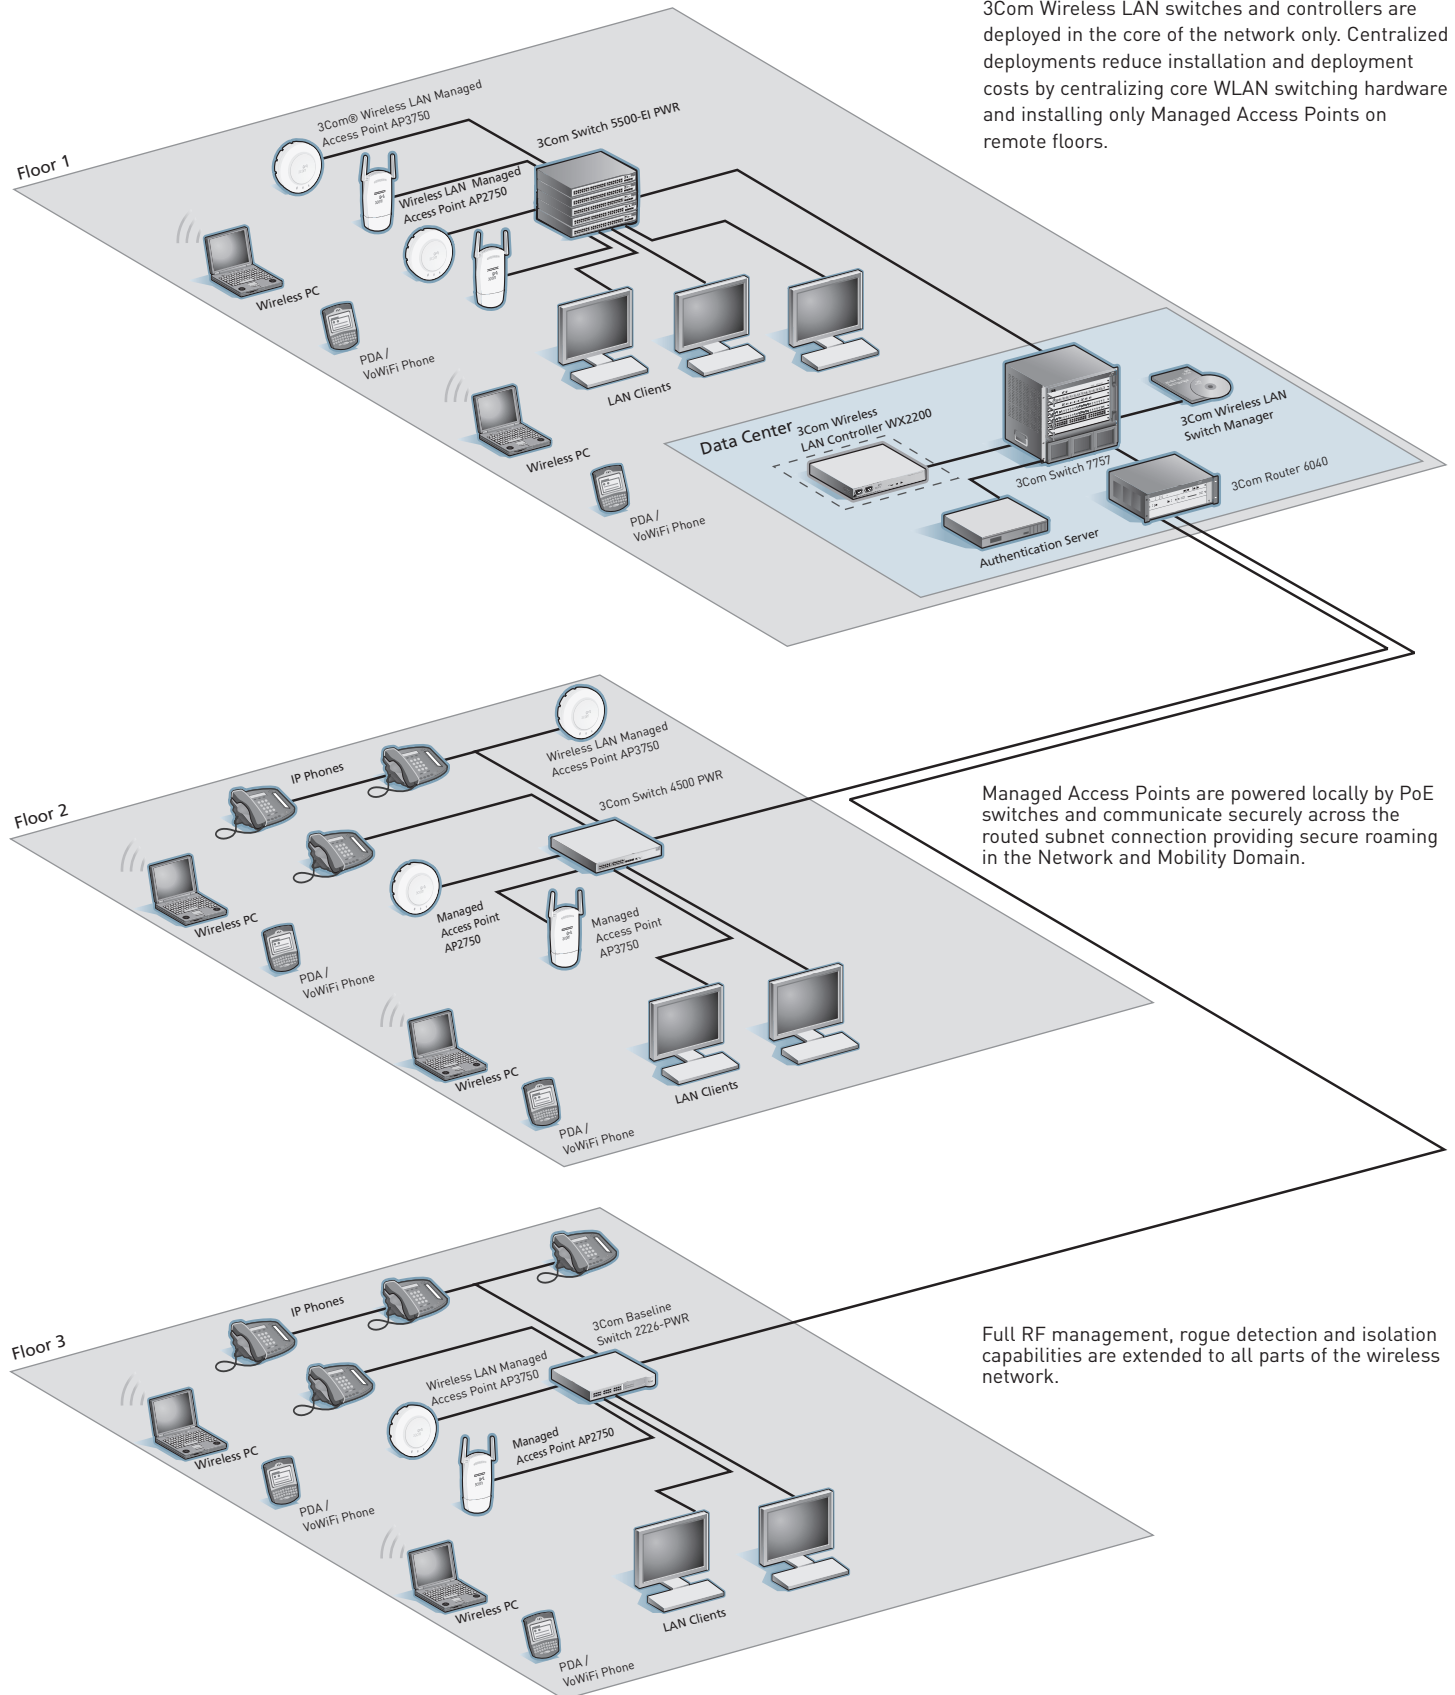 3Com Wireless LAN switches and controllers are
deployed in the core of the network only. Centralized
deployments reduce installation and deployment
costs by centralizing core WLAN switching hardware
and installing only Managed Access Points on
remote floors.
Floor 1
3Com® Wireless LAN Managed
Access Point AP3750
3Com Switch 5500-EI PWR
Wireless LAN Managed
Access Point AP2750
Wireless PC
PDA /
VoWiFi Phone
LAN Clients
Wireless PC
PDA /
VoWiFi Phone
Data Center
3Com Wireless
LAN Controller WX2200
3Com Switch 7757
3Com Wireless LAN
Switch Manager
3Com Router 6040
Authentication Server
Floor 2
IP Phones
Wireless LAN Managed
Access Point AP3750
3Com Switch 4500 PWR
Wireless PC
PDA /
VoWiFi Phone
Managed
Access Point
AP2750
Managed
Access Point
AP3750
Wireless PC
PDA /
VoWiFi Phone
LAN Clients
Managed Access Points are powered locally by PoE
switches and communicate securely across the
routed subnet connection providing secure roaming
in the Network and Mobility Domain.
Floor 3
IP Phones
3Com Baseline
Switch 2226-PWR
Wireless LAN Managed
Access Point AP3750
Managed
Access Point AP2750
Wireless PC
PDA /
VoWiFi Phone
Wireless PC
PDA /
VoWiFi Phone
LAN Clients
Full RF management, rogue detection and isolation
capabilities are extended to all parts of the wireless
network.